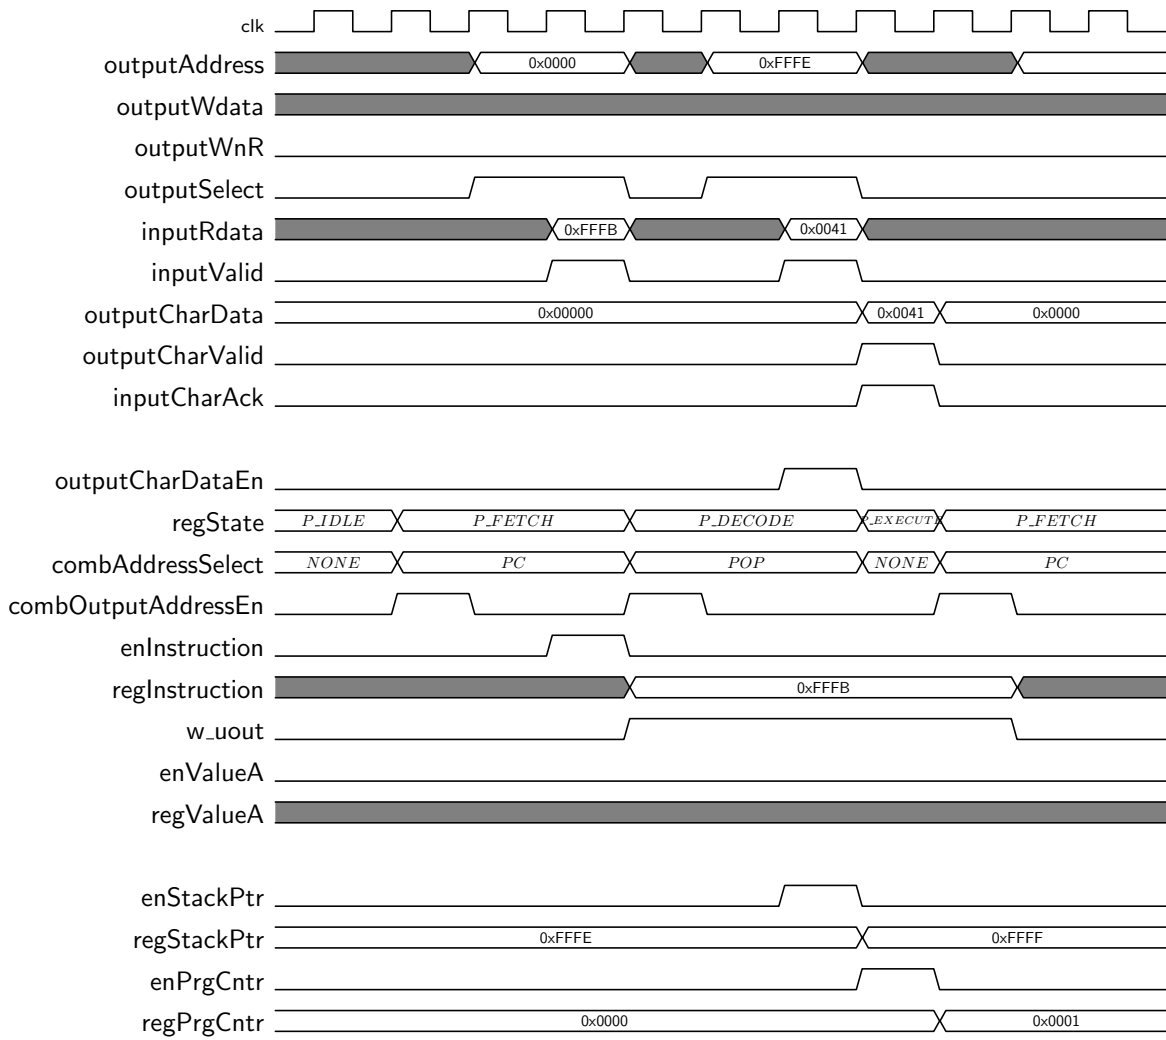 clk
outputAddress 0x0000 0xFFFE
outputWdata
outputWnR
outputSelect
inputRdata 0xFFFB 0x0041
inputValid
outputCharData 0x00000 0x0041 0x0000
outputCharValid
inputCharAck
outputCharDataEn
regState P_IDLE P_FETCH P_DECODE P_EXECUTE P_FETCH
combAddressSelect NONE PC POP NONE PC
combOutputAddressEn
enInstruction
regInstruction 0xFFFB
w_uout
enValueA
regValueA
enStackPtr
regStackPtr 0xFFFE 0xFFFF
enPrgCntr
regPrgCntr 0x0000 0x0001